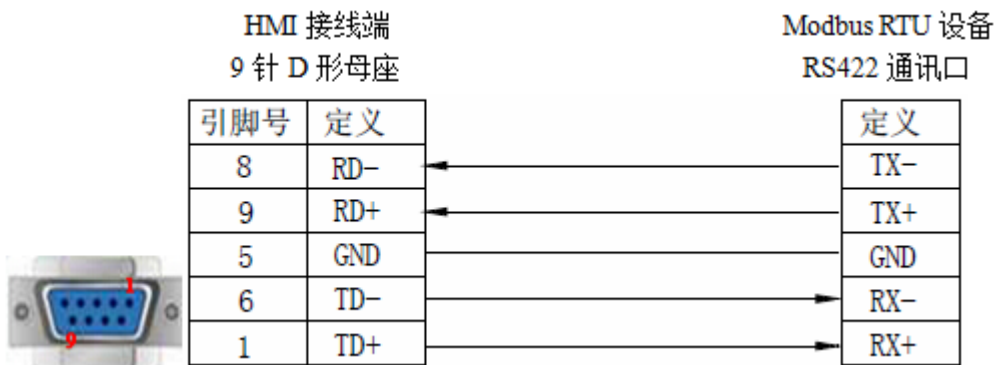 HMI 接线端
9 针 D 形母座
Modbus RTU 设备
RS422 通讯口
引脚号 定义 定义
8 RD- TX-
9 RD+ TX+
5 GND GND
6 TD- RX-
1 TD+ RX+
1
9